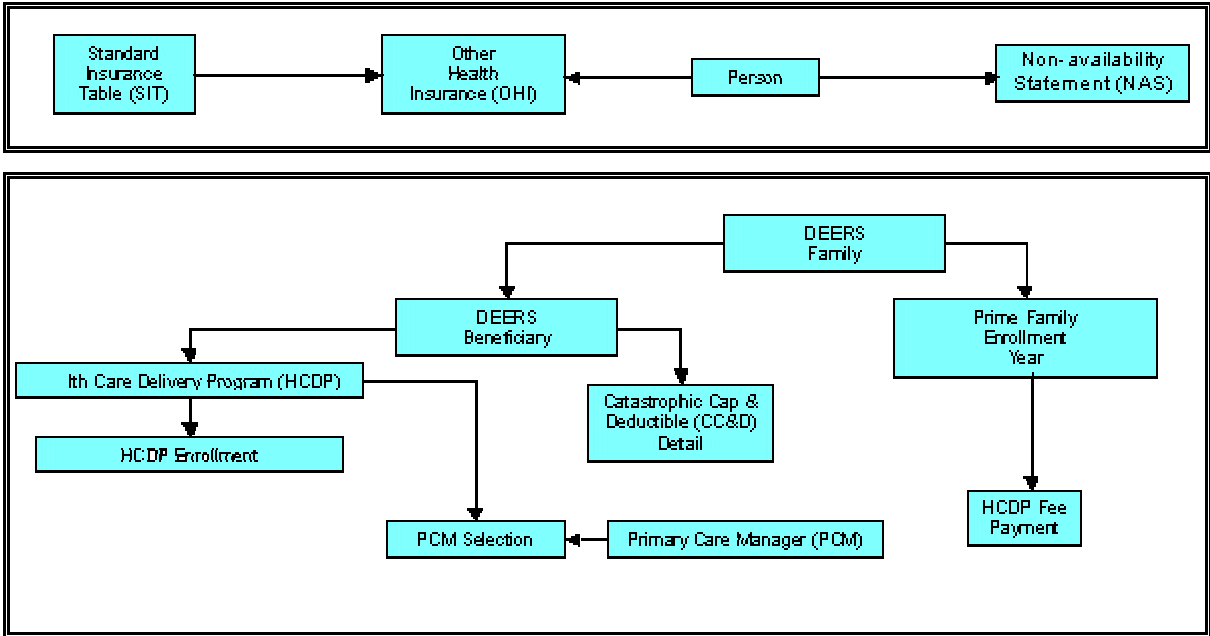 Standard
Insurance
Table (SIT)
Other
Health
Insurance (OHI)
Person
Non- availability
Statement (NAS)
DEERS
Family
DEERS
Beneficiary
Prime Family
Enrollment
Year
lth Care Delivery Program (HCDP)
Catastrophic Cap &
Deductible (CC&D)
Detail
HCDP Enrollment
HCDP Fee
Payment
PCM Selection
Primary Care Manager (PCM)